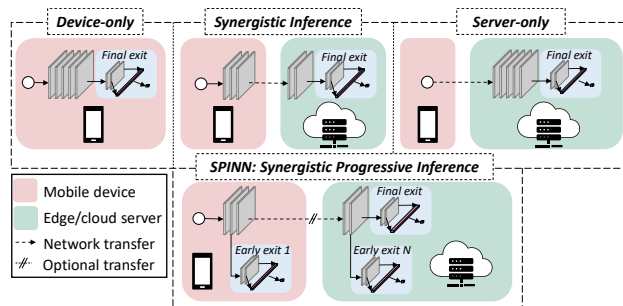 Device-only
Synergistic Inference
Server-only
Final exit
Final exit
Final exit
SPINN: Synergistic Progressive Inference
Mobile device
Edge/cloud server
Network transfer
Optional transfer
Final exit
Early exit 1
Early exit N